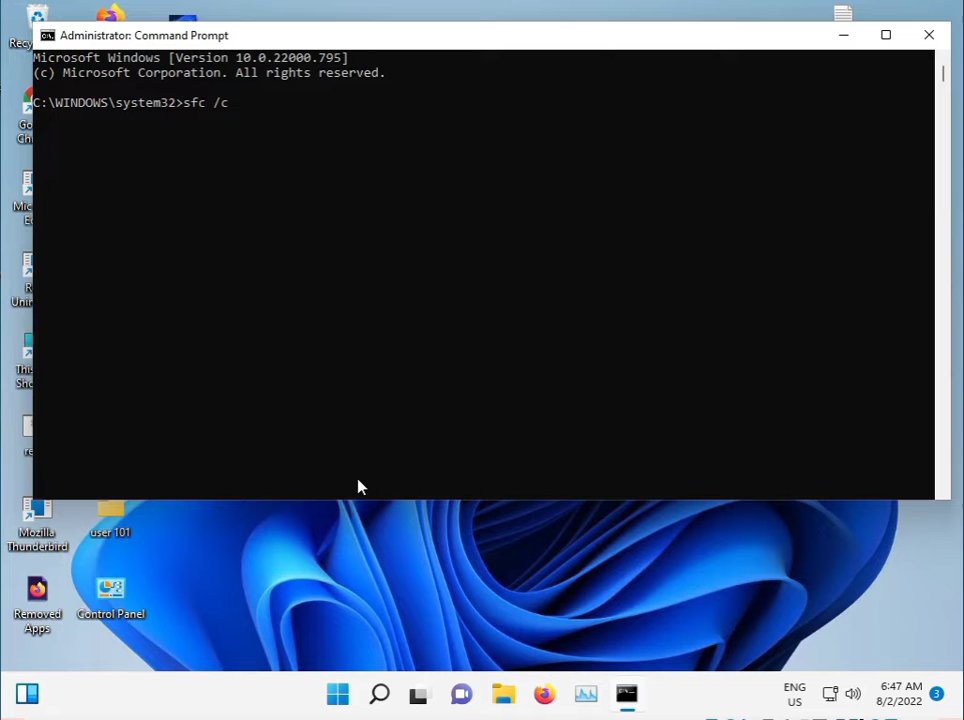 Administrator: Command Prompt
Microsoft Windows [Version 10.0.22000.795]
(c) Microsoft Corporation. All rights reserved.
C:\WINDOWS\system32>sfc /c
Mozilla
Thunderbird
user 101
Removed
Apps
Control Panel
ENG
US
6:47 AM
8/2/2022
3